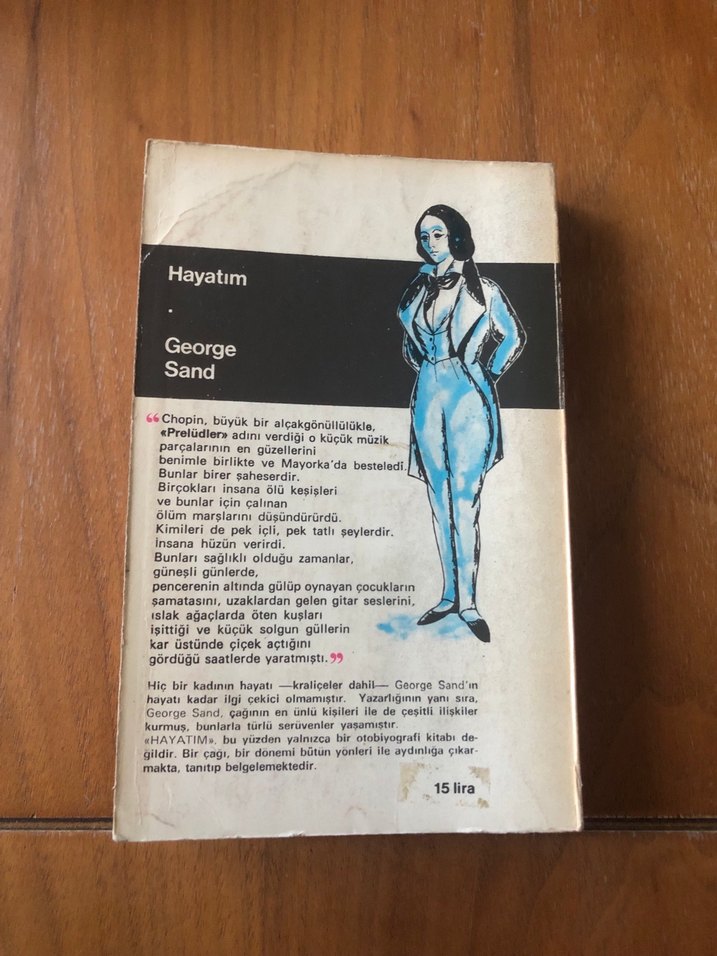 Hayatım
.
George
Sand
“Chopin, büyük bir alçakgönüllülükle,
«Prelüdler» adını verdiği o küçük müzik
parçalarının en güzellerini
benimle birlikte ve Mayorka'da besteledi.
Bunlar birer şaheserdir.
Birçokları insana ölü keşişleri
ve bunlar için çalınan
ölüm marşlarını düşündürürdü.
Kimileri de pek içli, pek tatlı şeylerdir.
İnsana hüzün verirdi.
Bunları sağlıklı olduğu zamanlar,
güneşli günlerde,
pencerenin altında gülüp oynayan çocukların
şamatasını, uzaklardan gelen gitar seslerini,
ıslak ağaçlarda öten kuşları
işittiği ve küçük solgun güllerin
kar üstünde çiçek açtığını
gördüğü saatlerde yaratmıştı.”
Hiç bir kadının hayatı —kraliçeler dahil— George Sand'ın
hayatı kadar ilgi çekici olmamıştır. Yazarlığının yanı sıra,
George Sand, çağının en ünlü kişileri ile de çeşitli ilişkiler
kurmuş, bunlarla türlü serüvenler yaşamıştır.
«HAYATIM», bu yüzden yalnızca bir otobiyografi kitabı de-
ğildir. Bir çağı, bir dönemi bütün yönleri ile aydınlığa çıkar-
makta, tanıtıp belgelemektedir.
15 lira